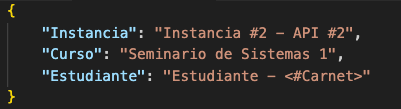 {
"Instancia": "Instancia #2 - API #2",
"Curso": "Seminario de Sistemas 1",
"Estudiante": "Estudiante - <#Carnet>"
}